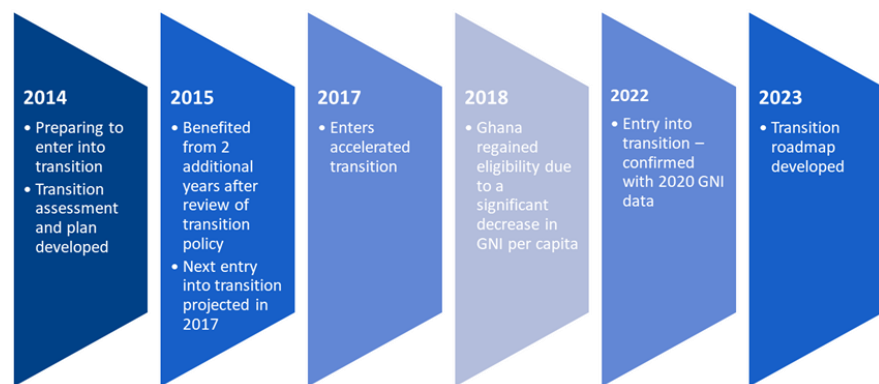 2014
• Preparing to
enter into
transition
• Transition
assessment
and plan
developed
2015
• Benefited
from 2
additional
years after
review of
transition
policy
• Next entry
into transition
projected in
2017
2017
• Enters
accelerated
transition
2018
• Ghana
regained
eligibility due
to a
significant
decrease in
GNI per capita
2022
• Entry into
transition –
confirmed
with 2020 GNI
data
2023
• Transition
roadmap
developed